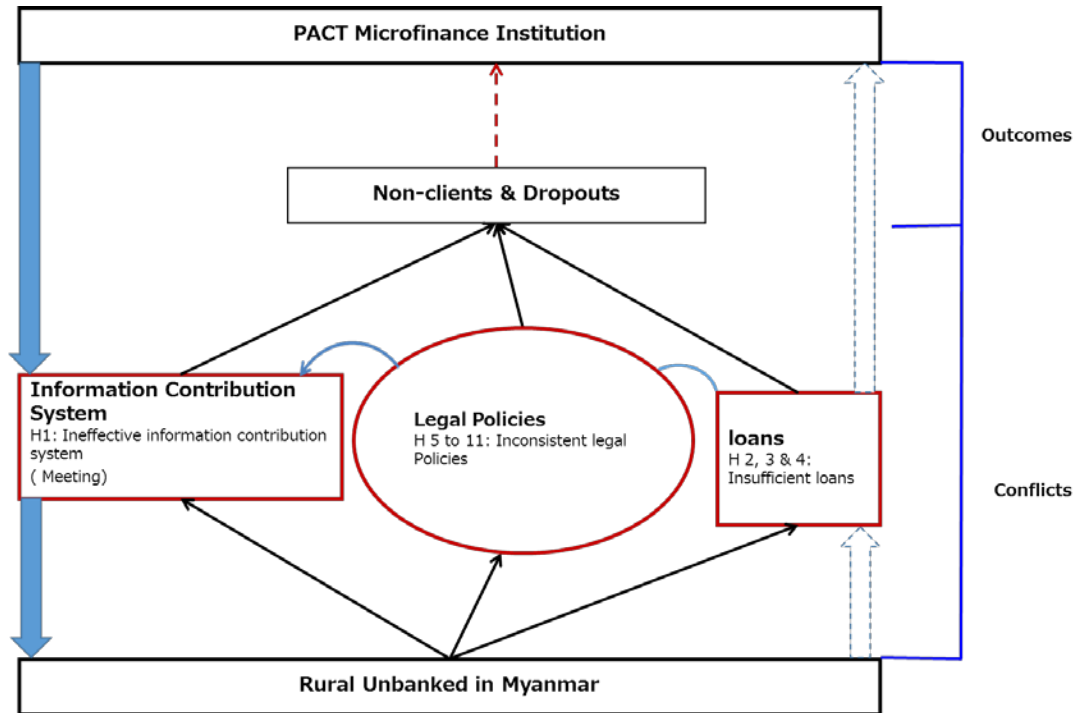 PACT Microfinance Institution
Outcomes
Non-clients & Dropouts
Information Contribution
System
H1: Ineffective information contribution
system
( Meeting)
Legal Policies
H 5 to 11: Inconsistent legal
Policies
loans
H 2, 3 & 4:
Insufficient loans
Conflicts
Rural Unbanked in Myanmar